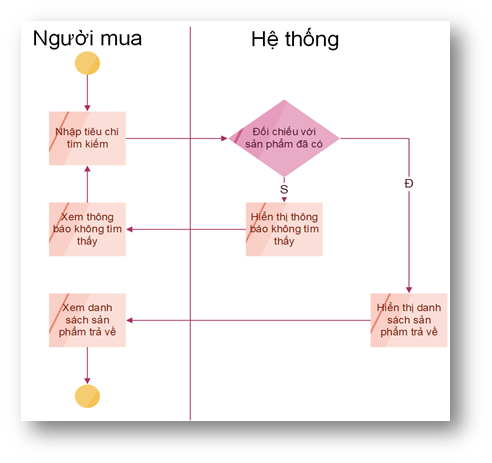 Người mua
Hệ thống
Nhập tiêu chí
tìm kiếm
Đối chiếu với
sản phẩm đã có
Đ
S
Xem thông
báo không tìm
thấy
Hiển thị thông
báo không tìm
thấy
Xem danh
sách sản
phẩm trả về
Hiển thị danh
sách sản
phẩm trả về